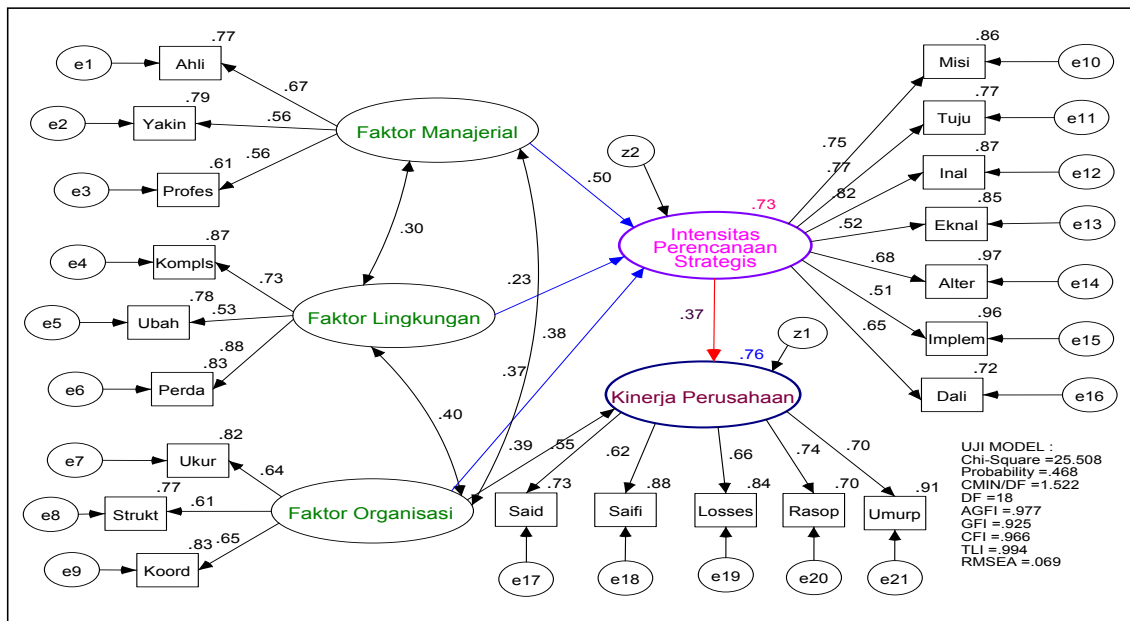 .77
e1
Ahli
.67
.79
e2
Yakin
.56
.61
e3
Profes
.56
Faktor Manajerial
.87
e4
Kompls
.73
.78
e5
Ubah
.53
.83
e6
Perda
.88
Faktor Lingkungan
.82
e7
Ukur
.64
.77
e8
Strukt
.61
.83
e9
Koord
.65
Faktor Organisasi
.30
.40
.37
.50
.23
.38
.39
z2
.73
Intensitas
Perencanaan
Strategis
.37
z1
.76
Kinerja Perusahaan
.86
Misi
e10
.75
.77
Tuju
e11
.77
.87
Inal
e12
.82
.85
Eknal
e13
.52
.97
Alter
e14
.68
.96
Implem
e15
.51
.72
Dali
e16
.65
.55
.62
.66
.74
.70
.73
Said
e17
.88
Saifi
e18
.84
Losses
e19
.70
Rasop
e20
.91
Umurp
e21
UJI MODEL :
Chi-Square =25.508
Probability =.468
CMIN/DF =1.522
DF =18
AGFI =.977
GFI =.925
CFI =.966
TLI =.994
RMSEA =.069